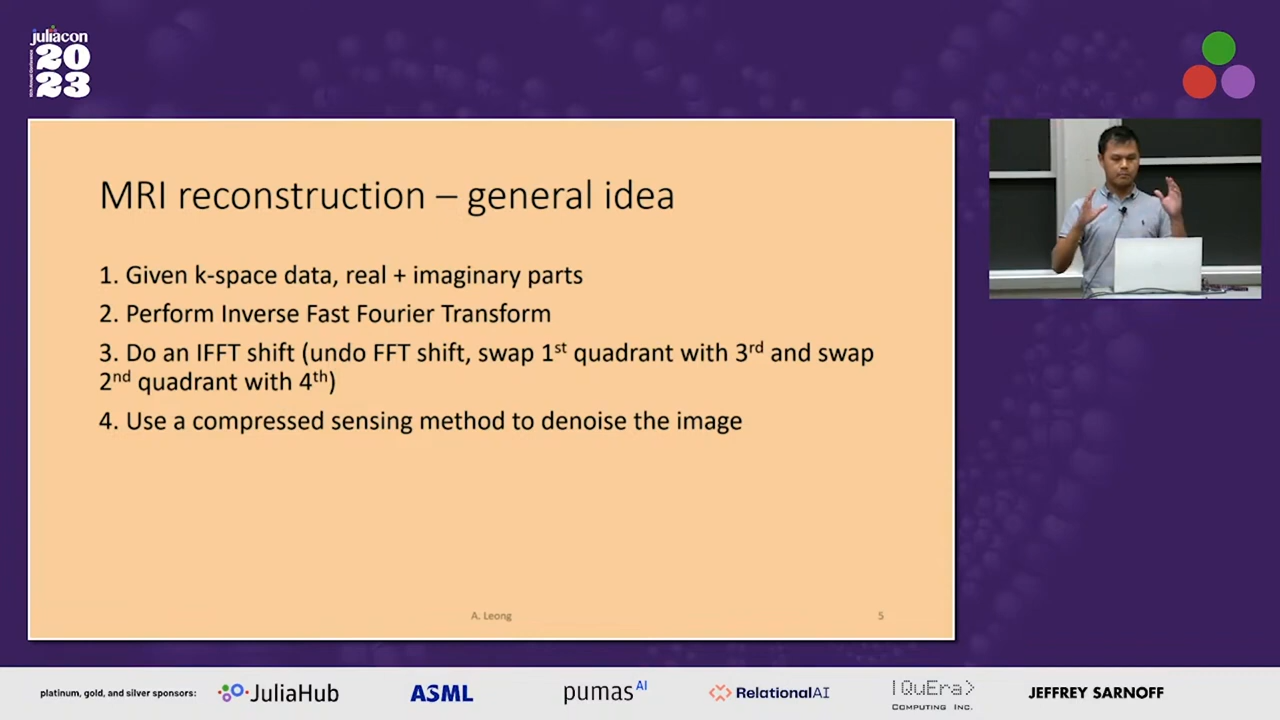 juliacon
20
23
MRI reconstruction – general idea
1. Given k-space data, real + imaginary parts
2. Perform Inverse Fast Fourier Transform
3. Do an IFFT shift (undo FFT shift, swap 1st quadrant with 3rd and swap
2nd quadrant with 4th)
4. Use a compressed sensing method to denoise the image
A. Leong
5
platinum, gold, and silver sponsors:
JuliaHub
ASML
pumasAI
RelationalAI
|QuEra>
COMPUTING INC.
JEFFREY SARNOFF